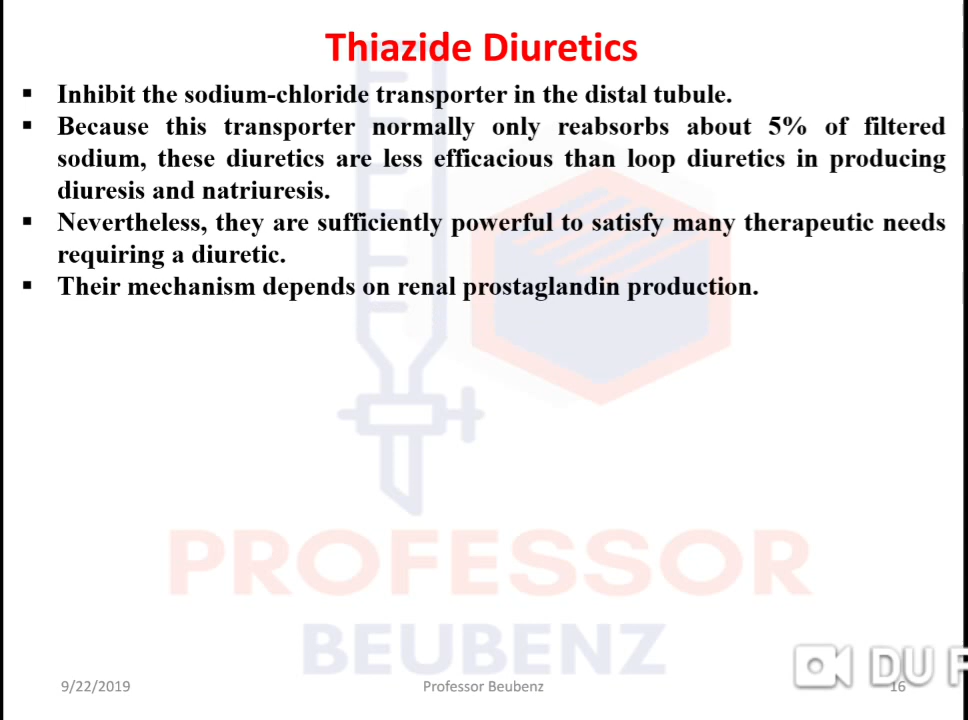 Thiazide Diuretics
▪ Inhibit the sodium-chloride transporter in the distal tubule.
▪ Because this transporter normally only reabsorbs about 5% of filtered
sodium, these diuretics are less efficacious than loop diuretics in producing
diuresis and natriuresis.
▪ Nevertheless, they are sufficiently powerful to satisfy many therapeutic needs
requiring a diuretic.
▪ Their mechanism depends on renal prostaglandin production.
PROFESSOR
BEUBENZ
DU
9/22/2019
Professor Beubenz
16